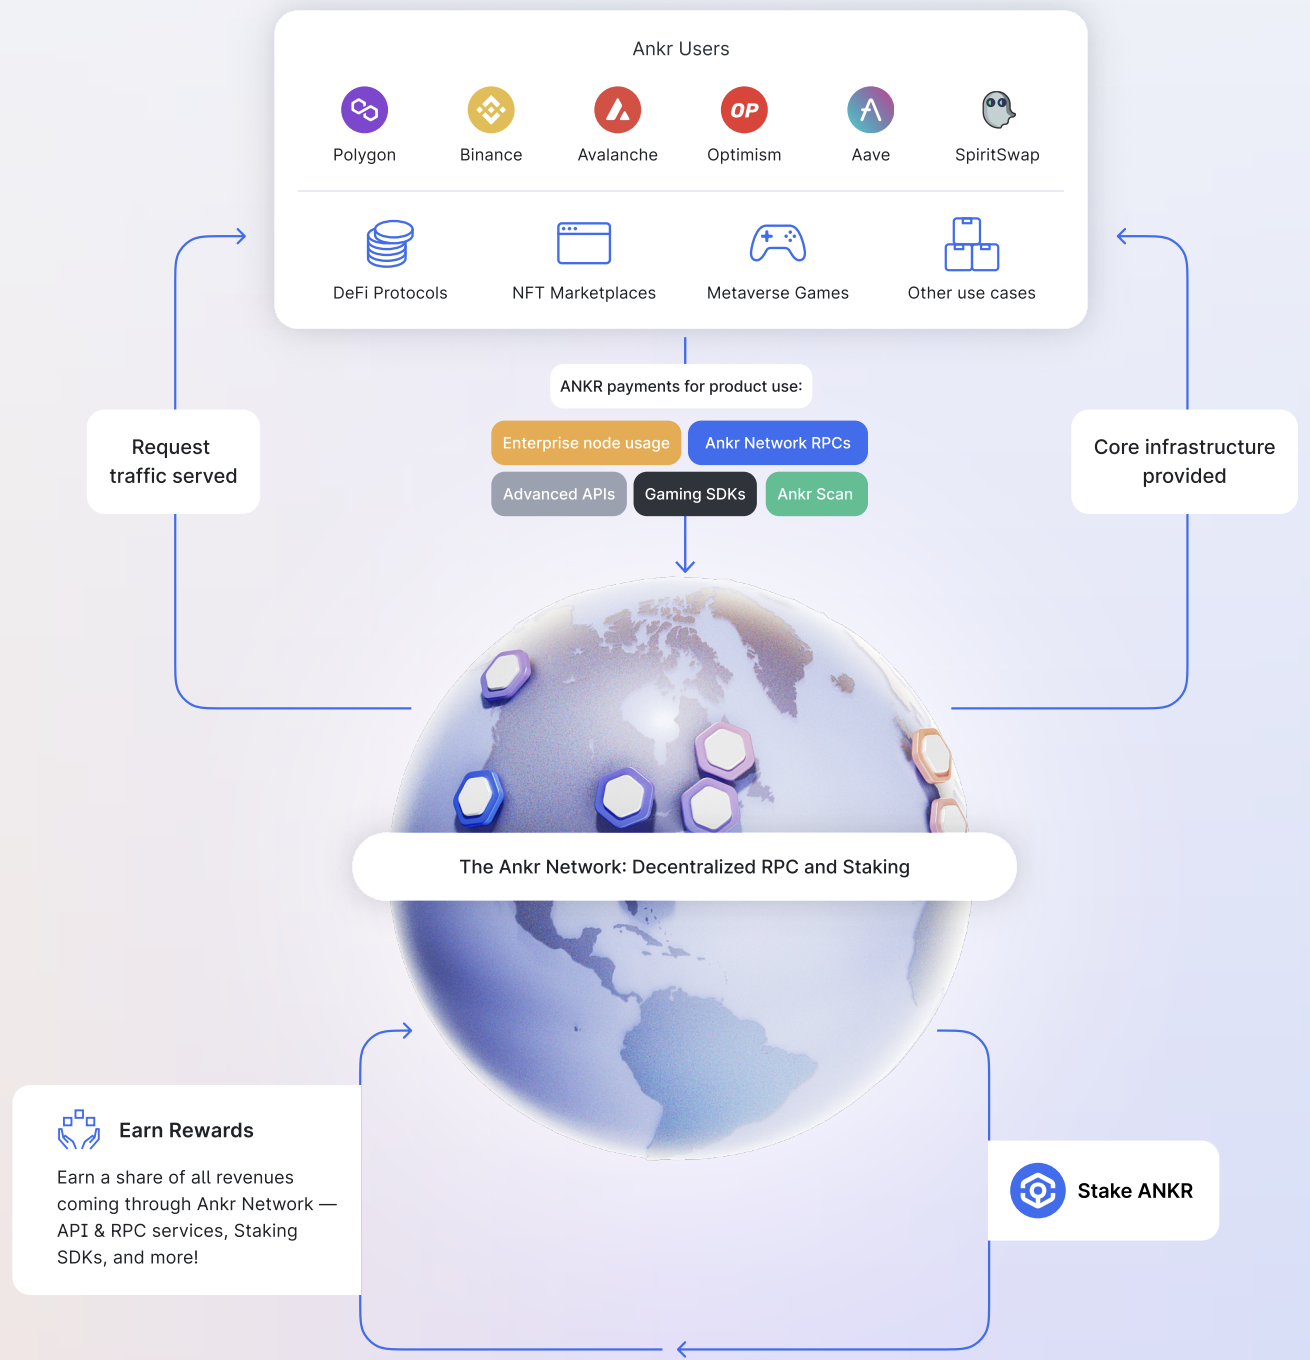 Ankr Users
OP
Polygon
Binance
Avalanche
Optimism
Aave
SpiritSwap
DeFi Protocols
NFT Marketplaces
Metaverse Games
Other use cases
ANKR payments for product use:
Request
traffic served
Enterprise node usage
Ankr Network RPCs
Core infrastructure
provided
Advanced APIs
Gaming SDKs
Ankr Scan
The Ankr Network: Decentralized RPC and Staking
Earn Rewards
Earn a share of all revenues
coming through Ankr Network —
API & RPC services, Staking
SDKs, and more!
Stake ANKR